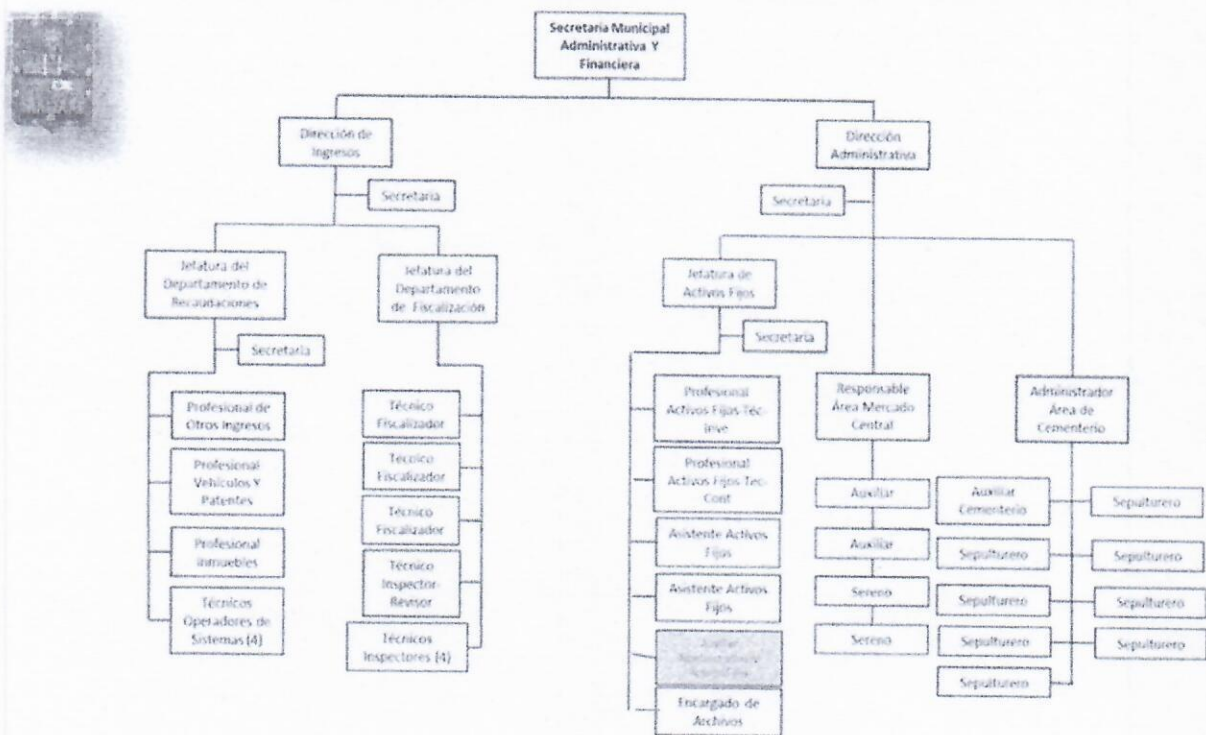 Secretaria Municipal
Administrativa Y
Financiera
Dirección de
Ingresos
Secretaria
Jefatura del
Departamento de
Recaudaciones
Secretaria
Profesional de
Otros Ingresos
Profesional
Vehículos Y
Patentes
Profesional
Inmuebles
Técnicos
Operadores de
Sistemas (4)
Jefatura del
Departamento
de Fiscalización
Técnico
Fiscalizador
Técnico
Fiscalizador
Técnico
Fiscalizador
Técnico
Inspector-
Revisor
Técnicos
Inspectores (4)
Dirección
Administrativa
Secretaria
Jefatura de
Activos Fijos
Secretaria
Profesional
Activos Fijos Téc-
Inve
Profesional
Activos Fijos Tec-
Cont
Asistente Activos
Fijos
Asistente Activos
Fijos
Encargado de
Archivos
Responsable
Área Mercado
Central
Auxiliar
Auxiliar
Sereno
Sereno
Administrador
Área de
Cementerio
Auxiliar
Cementerio
Sepulturero
Sepulturero
Sepulturero
Sepulturero
Sepulturero
Sepulturero
Sepulturero
Sepulturero